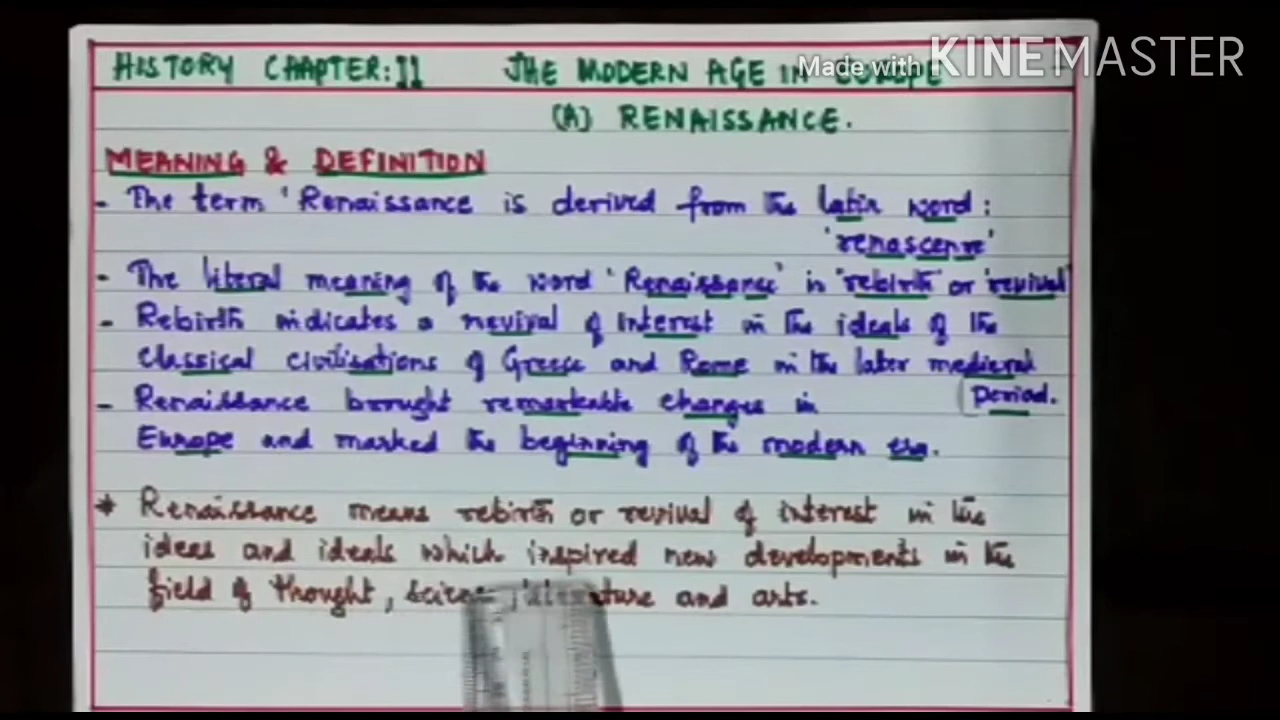 HISTORY CHAPTER: 11 THE MODERN AGE IN EUROPE
Made with KINEMASTER
(A) RENAISSANCE.
MEANING & DEFINITION
- The term 'Renaissance is derived from the latin word:
'renascere'
- The literal meaning of the word 'Renaissance' is 'rebirth' or 'revival'
- Rebirth indicates a revival of interest in the ideals of the
classical civilisations of Greece and Rome in the later medieval
(period.
- Renaissance brought remarkable changes in
Europe and marked the beginning of the modern era.
* Renaissance means rebirth or revival of interest in the
ideas and ideals which inspired new developments in the
field of thought, science, literature and arts.